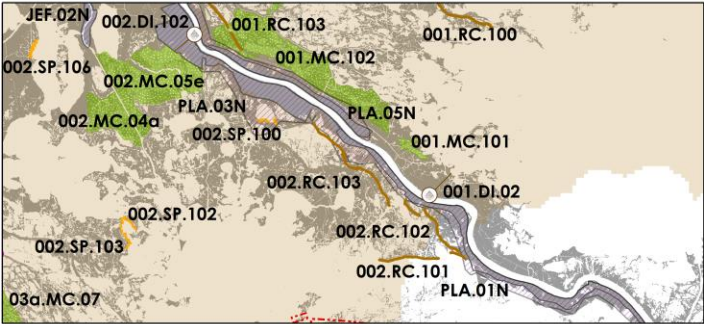 JEF.02N
002.DI.102
001.RC.103
001.RC.100
002.SP.106
001.MC.102
002.MC.05e
PLA.03N
PLA.05N
002.MC.04a
002.SP.100
001.MC.101
002.RC.103
001.DI.02
002.SP.102
002.RC.102
002.SP.103
002.RC.101
PLA.01N
03a.MC.07